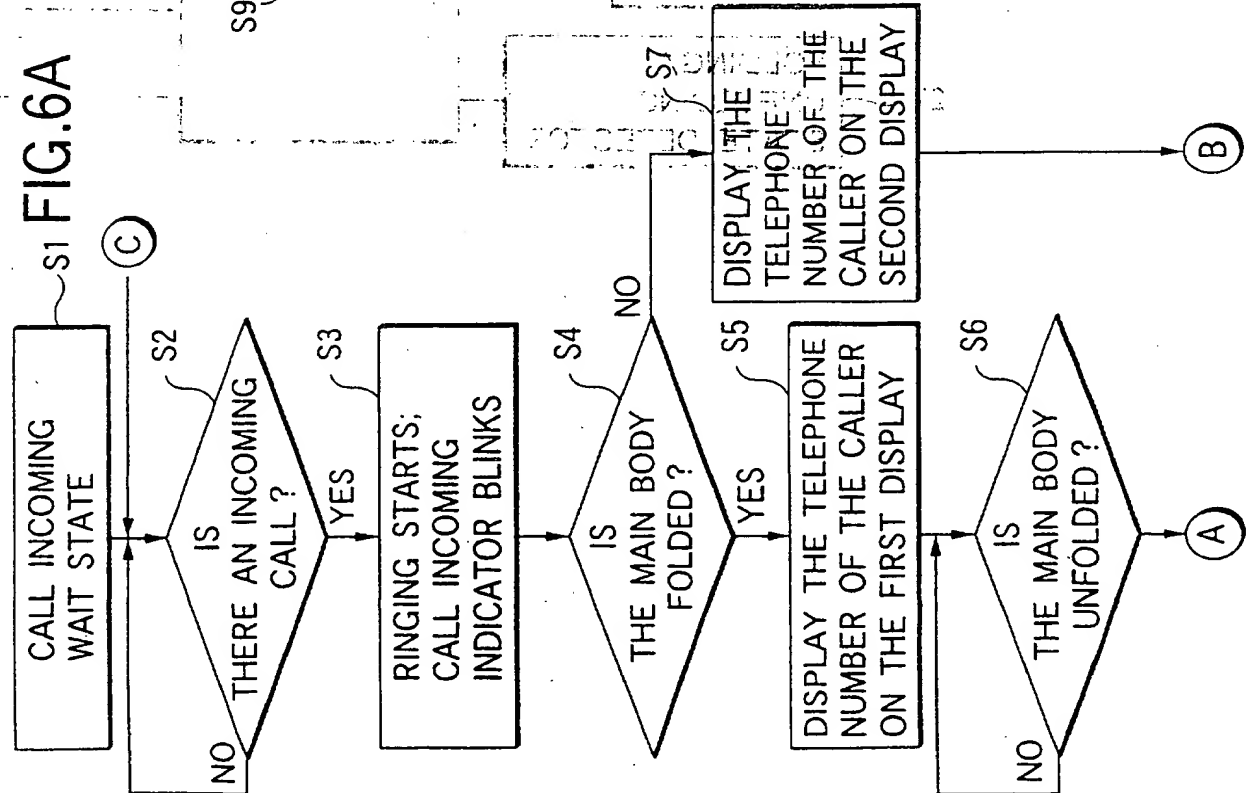 FIG.6A
S1
CALL INCOMING
WAIT STATE
C
S2
IS
THERE AN INCOMING
CALL?
NO
YES
S3
RINGING STARTS;
CALL INCOMING
INDICATOR BLINKS
S4
IS
THE MAIN BODY
FOLDED?
NO
YES
S5
DISPLAY THE TELEPHONE
NUMBER OF THE CALLER
ON THE FIRST DISPLAY
S6
IS
THE MAIN BODY
UNFOLDED?
NO
A
S7
DISPLAY THE
TELEPHONE
NUMBER OF THE
CALLER ON THE
SECOND DISPLAY
B
S9